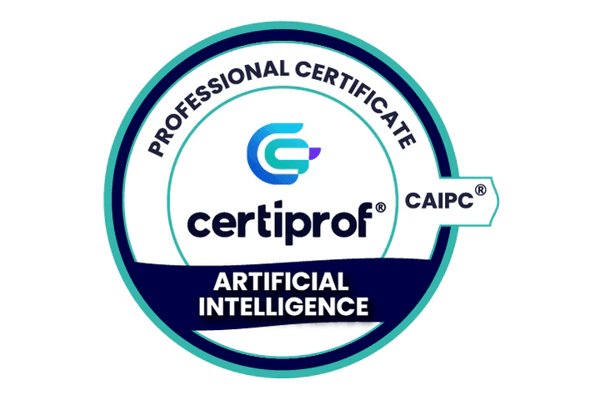 PROFESSIONAL CERTIFICATE
certiprof®
CAIPC®
ARTIFICIAL
INTELLIGENCE